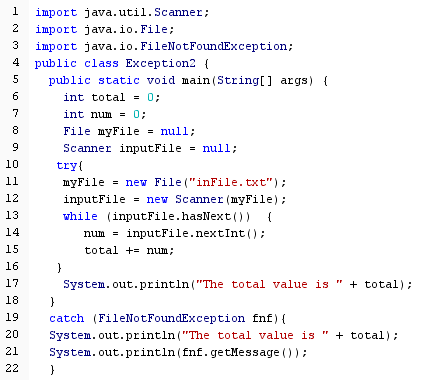 1 import java.util.Scanner;
2 import java.io.File;
3 import java.io.FileNotFoundException;
4 public class Exception2 {
5 public static void main(String[] args) {
6 int total = 0;
7 int num = 0;
8 File myFile = null;
9 Scanner inputFile = null;
10 try{
11 myFile = new File("inFile.txt");
12 inputFile = new Scanner(myFile);
13 while (inputFile.hasNext()) {
14 num = inputFile.nextInt();
15 total += num;
16 }
17 System.out.println("The total value is " + total);
18 }
19 catch (FileNotFoundException fnf){
20 System.out.println("The total value is " + total);
21 System.out.println(fnf.getMessage());
22 }